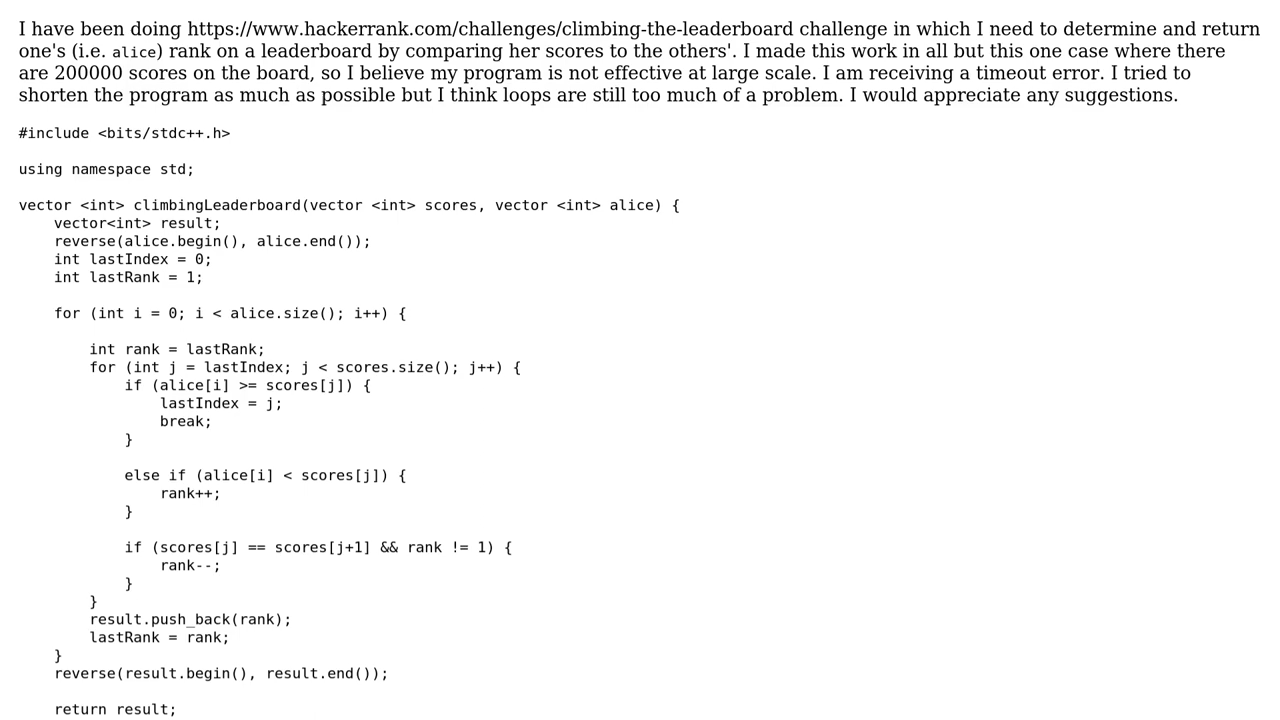 I have been doing https://www.hackerrank.com/challenges/climbing-the-leaderboard challenge in which I need to determine and return
one's (i.e. alice) rank on a leaderboard by comparing her scores to the others'. I made this work in all but this one case where there
are 200000 scores on the board, so I believe my program is not effective at large scale. I am receiving a timeout error. I tried to
shorten the program as much as possible but I think loops are still too much of a problem. I would appreciate any suggestions.
#include <bits/stdc++.h>
using namespace std;
vector <int> climbingLeaderboard(vector <int> scores, vector <int> alice) {
    vector<int> result;
    reverse(alice.begin(), alice.end());
    int lastIndex = 0;
    int lastRank = 1;
    for (int i = 0; i < alice.size(); i++) {
        int rank = lastRank;
        for (int j = lastIndex; j < scores.size(); j++) {
            if (alice[i] >= scores[j]) {
                lastIndex = j;
                break;
            }
            else if (alice[i] < scores[j]) {
                rank++;
            }
            if (scores[j] == scores[j+1] && rank != 1) {
                rank--;
            }
        }
        result.push_back(rank);
        lastRank = rank;
    }
    reverse(result.begin(), result.end());
    return result;